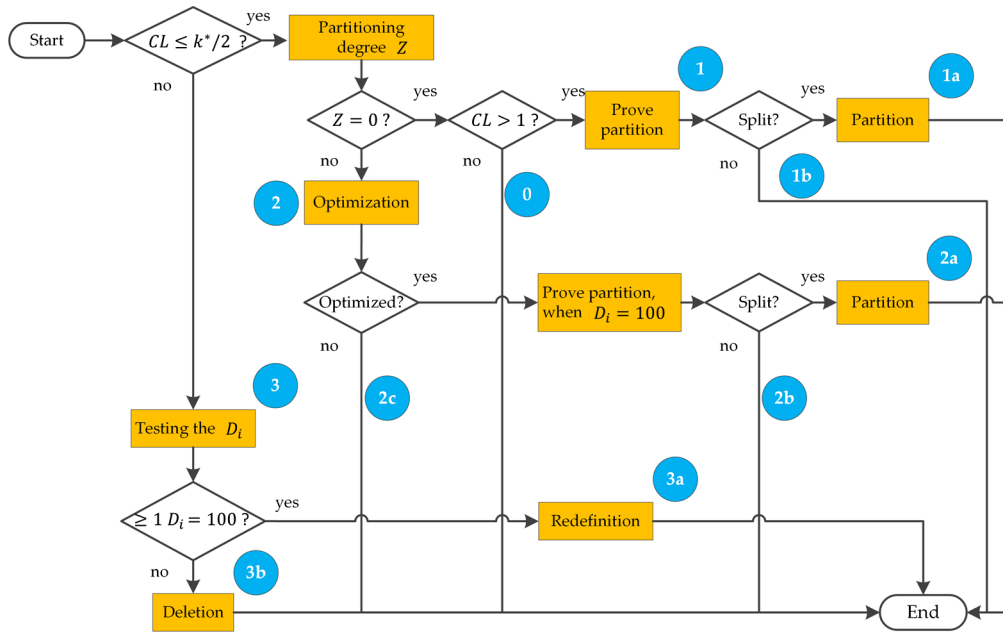 Start
CL ≤ k*/2 ?
yes
Partitioning
degree Z
no
Z = 0 ?
yes
CL > 1 ?
yes
Prove
partition
1
Split?
yes
Partition
1a
no
no
no
1b
0
2
Optimization
Optimized?
yes
Prove partition,
when D_i = 100
Split?
yes
Partition
2a
no
no
3
2c
2b
Testing the D_i
≥ 1 D_i = 100 ?
yes
Redefinition
3a
no
3b
Deletion
End